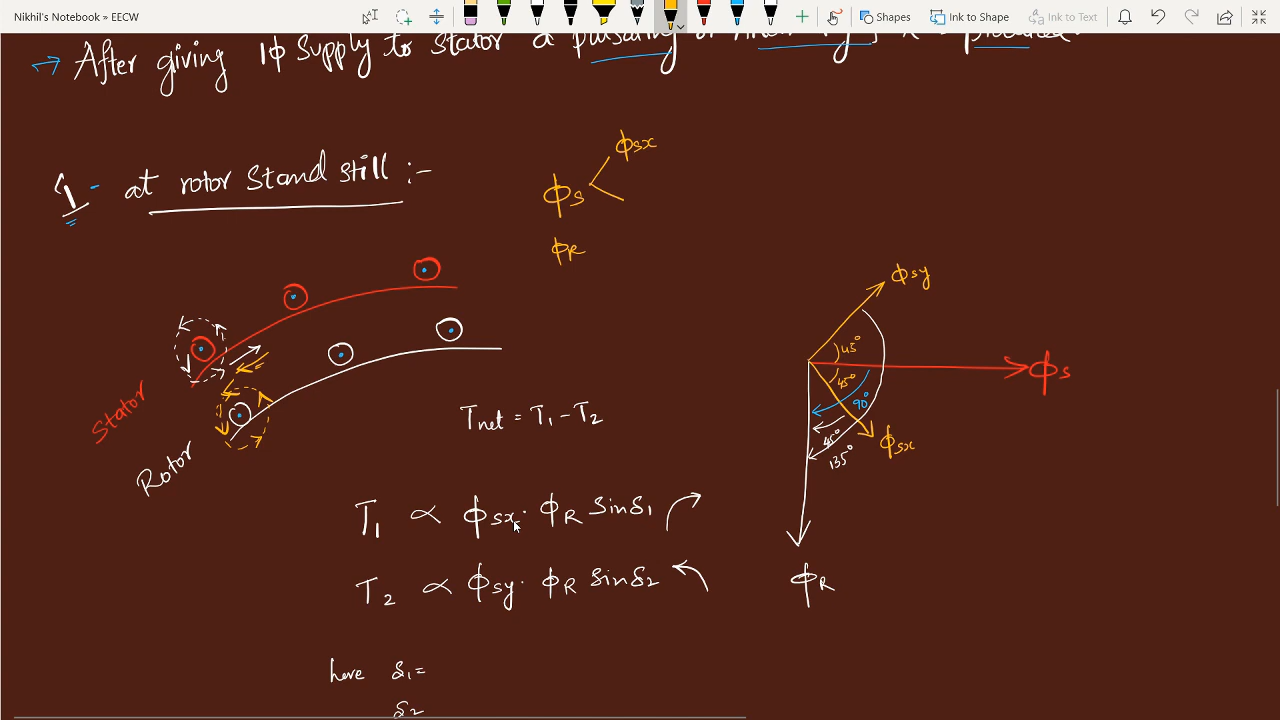 Nikhil's Notebook » EECW
Shapes
Ink to Shape
Ink to Text
→ After giving 1ϕ Supply to stator a pulsating or
1 - at rotor Stand still :-
ϕsx
ϕs
ϕR
ϕsy
45°
ϕs
45°
90°
45°
135°
ϕsx
ϕR
Stator
Rotor
Tnet = T1 - T2
T1 ∝ ϕsx · ϕR Sinδ1
T2 ∝ ϕsy · ϕR Sinδ2
here δ1 =
δ2